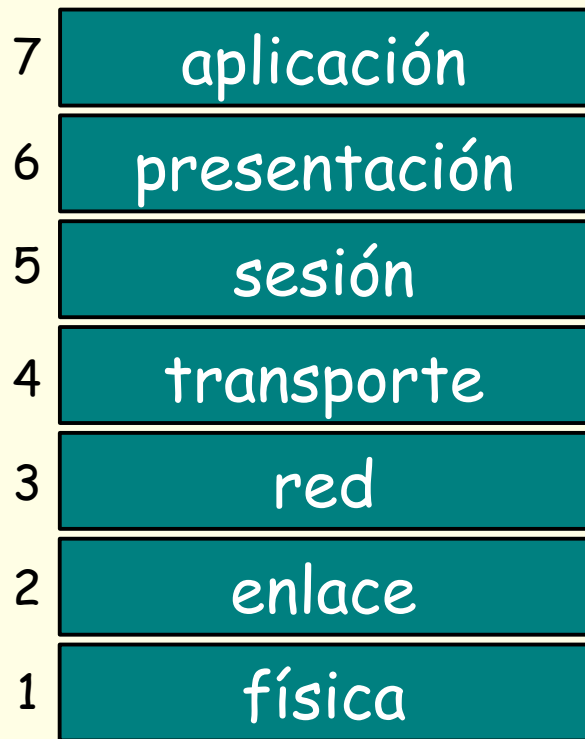 7 aplicación
6 presentación
5 sesión
4 transporte
3 red
2 enlace
1 física